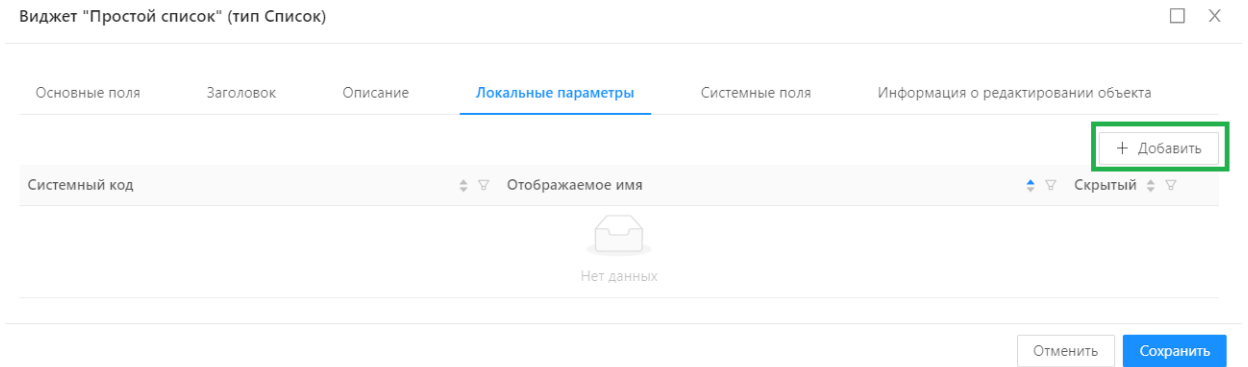 Виджет "Простой список" (тип Список)
Основные поля Заголовок Описание Локальные параметры Системные поля Информация о редактировании объекта
+ Добавить
Системный код Отображаемое имя Скрытый
Нет данных
Отменить Сохранить